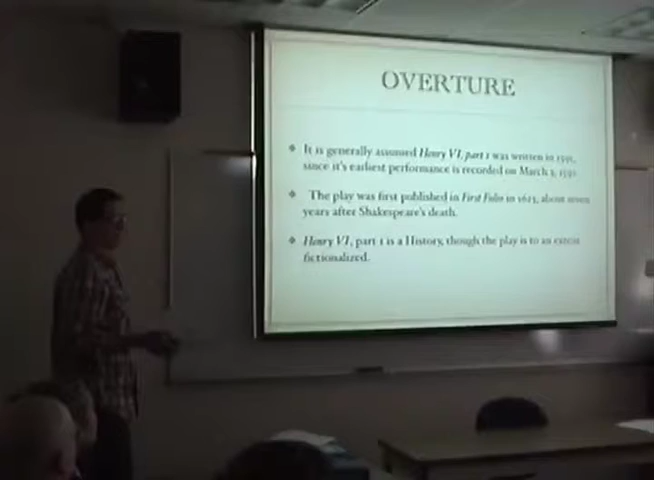 OVERTURE
It is generally assumed Henry VI, part 1 was written in 1591,
since it's earliest performance is recorded on March 3, 1592.
The play was first published in First Folio in 1623, about seven
years after Shakespeare's death.
Henry VI, part 1 is a History, though the play is to an extent
fictionalized.